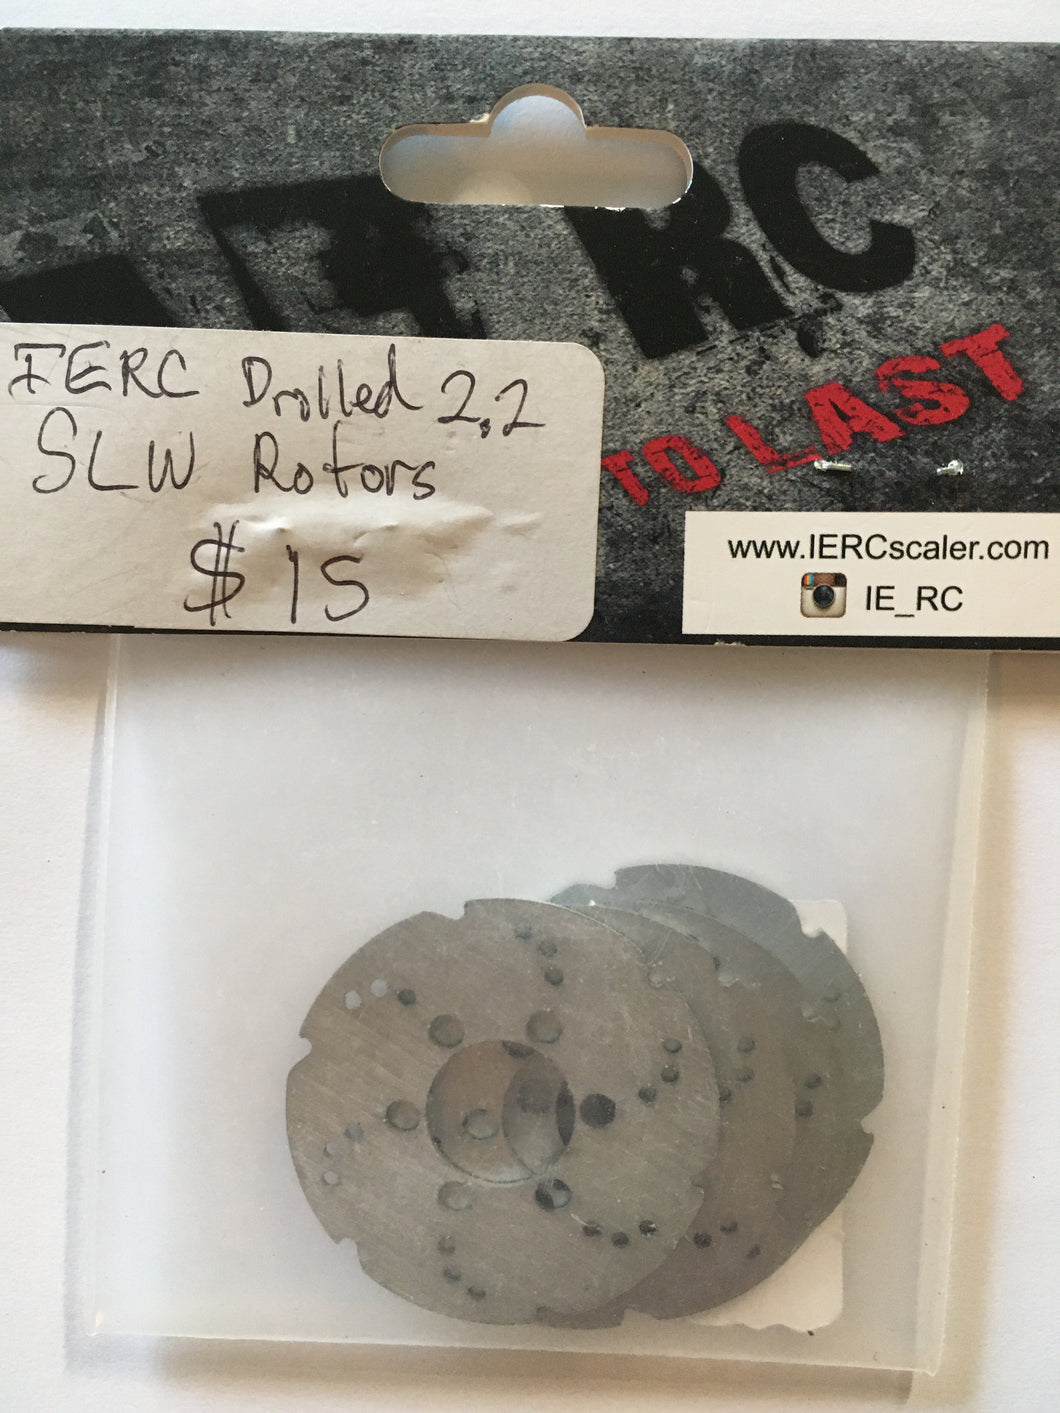 IE RC
TO LAST
IERC Drilled 2.2
SLW Rotors
$15
www.IERCscaler.com
IE_RC